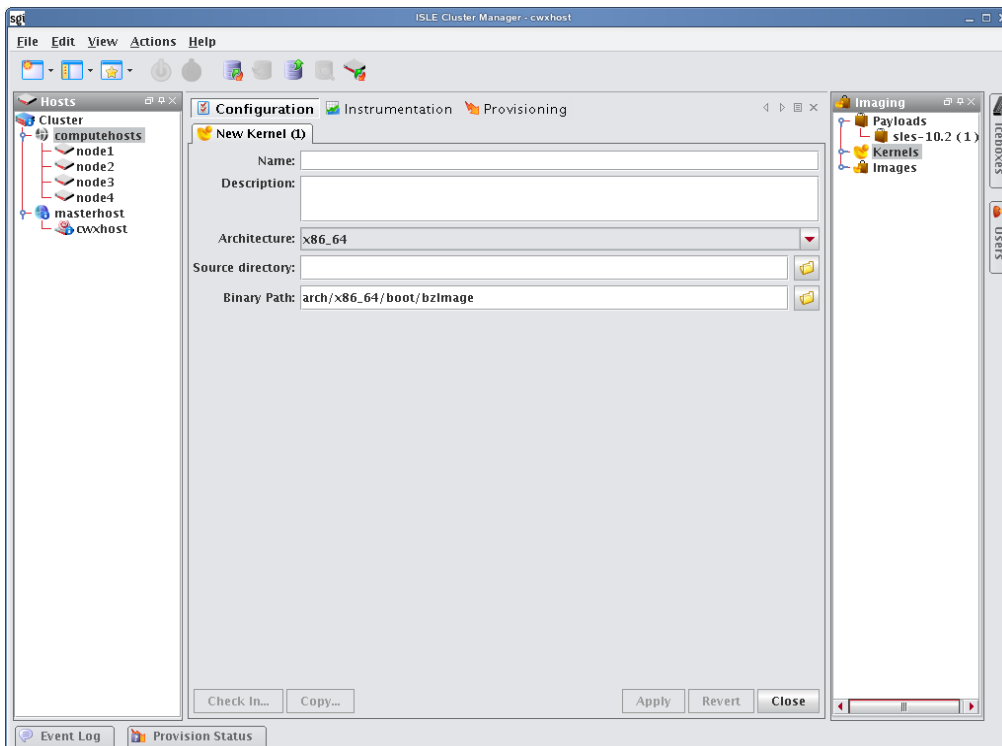 sgi
ISLE Cluster Manager - cwxhost
File Edit View Actions Help
Hosts
Cluster
computehosts
node1
node2
node3
node4
masterhost
cwxhost
Configuration Instrumentation Provisioning
New Kernel (1)
Name:
Description:
Architecture: x86_64
Source directory:
Binary Path: arch/x86_64/boot/bzImage
Check In... Copy... Apply Revert Close
Imaging
Payloads
sles-10.2 (1)
Kernels
Images
Iceboxes
Users
Event Log Provision Status